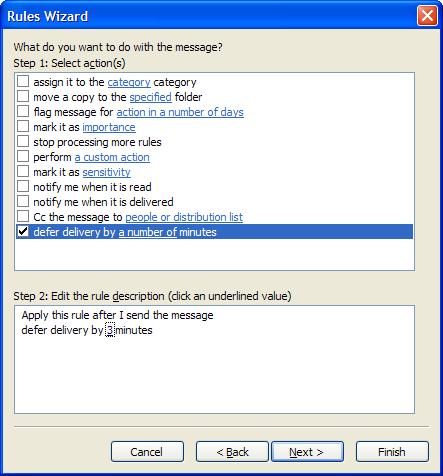 Rules Wizard
What do you want to do with the message?
Step 1: Select action(s)
assign it to the category category
move a copy to the specified folder
flag message for action in a number of days
mark it as importance
stop processing more rules
perform a custom action
mark it as sensitivity
notify me when it is read
notify me when it is delivered
Cc the message to people or distribution list
defer delivery by a number of minutes
Step 2: Edit the rule description (click an underlined value)
Apply this rule after I send the message
defer delivery by 3 minutes
Cancel < Back Next > Finish